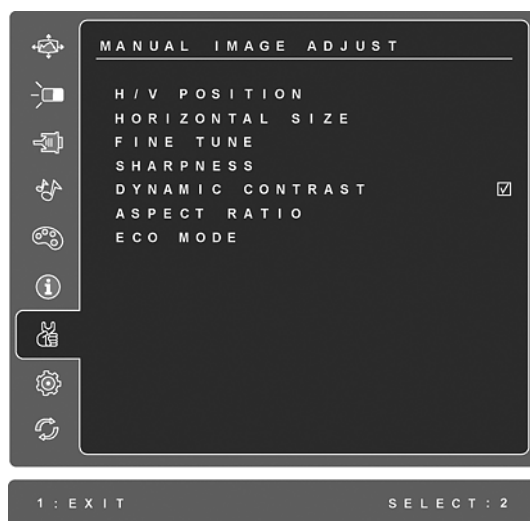 MANUAL IMAGE ADJUST
H/V POSITION
HORIZONTAL SIZE
FINE TUNE
SHARPNESS
DYNAMIC CONTRAST
ASPECT RATIO
ECO MODE
1:EXIT SELECT:2